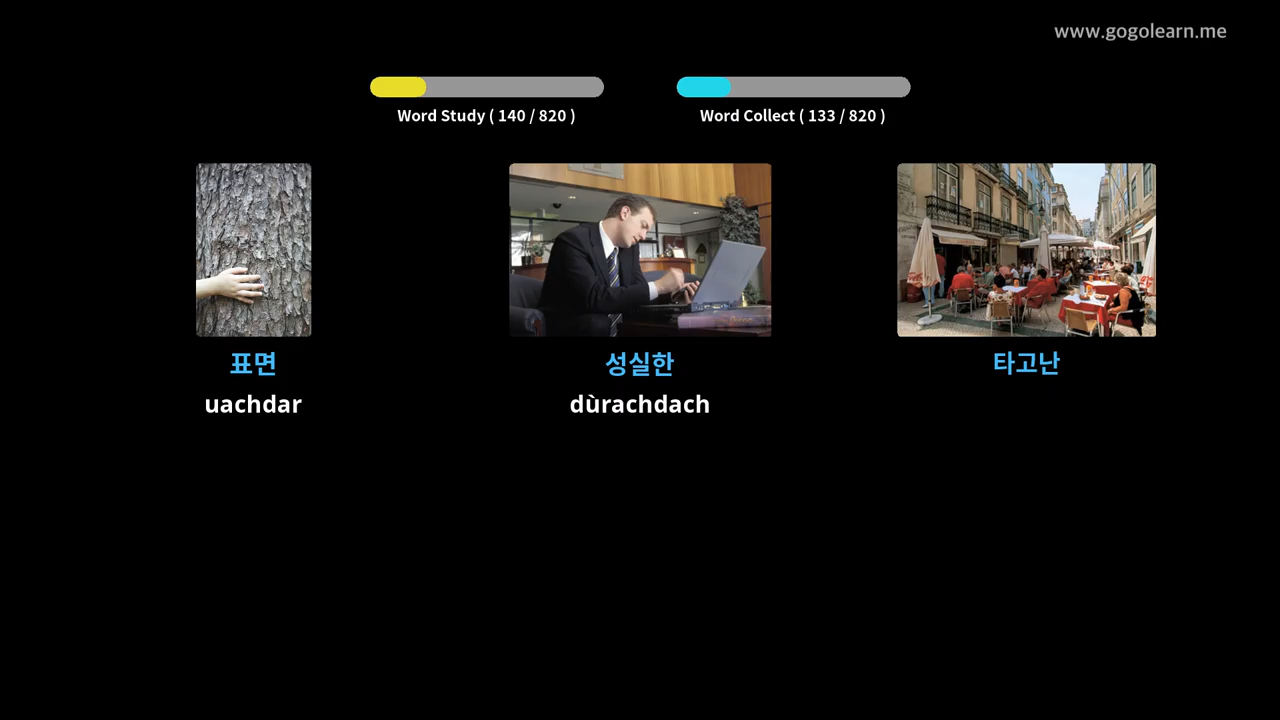 www.gogolearn.me
Word Study ( 140 / 820 )
Word Collect ( 133 / 820 )
표면
성실한
타고난
uachdar
dùrachdach